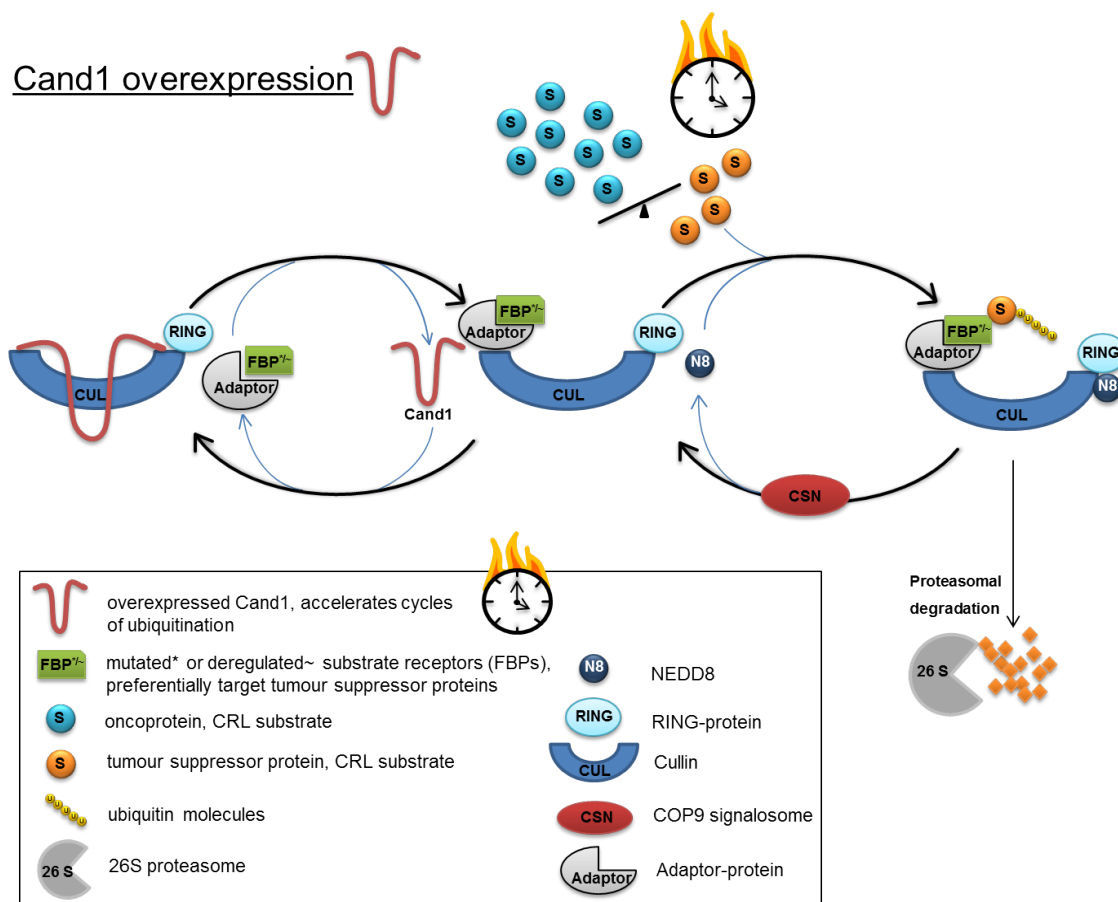 Cand1 overexpression
S
S
S
S
S
S
S
S
S
S
S
S
S
RING
FBP*/~
Adaptor
CUL
Cand1
FBP*/~
Adaptor
RING
CUL
N8
FBP*/~
Adaptor
S
U U U U U
RING
N8
CUL
CSN
Proteasomal
degradation
26 S
overexpressed Cand1, accelerates cycles
of ubiquitination
FBP*/~
mutated* or deregulated~ substrate receptors (FBPs),
preferentially target tumour suppressor proteins
S
oncoprotein, CRL substrate
S
tumour suppressor protein, CRL substrate
U U U U U
ubiquitin molecules
26 S
26S proteasome
N8
NEDD8
RING
RING-protein
CUL
Cullin
CSN
COP9 signalosome
Adaptor
Adaptor-protein